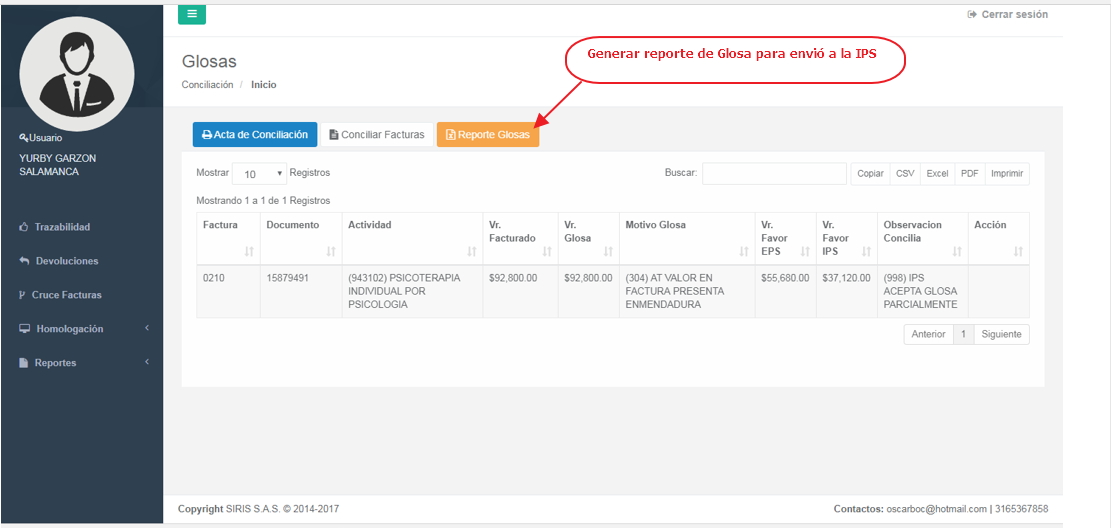 Cerrar sesión
Generar reporte de Glosa para envió a la IPS
Glosas
Conciliación / Inicio
Usuario
YURBY GARZON
SALAMANCA
Trazabilidad
Devoluciones
Cruce Facturas
Homologación
Reportes
Acta de Conciliación Conciliar Facturas Reporte Glosas
Mostrar 10 Registros Buscar: Copiar CSV Excel PDF Imprimir
Mostrando 1 a 1 de 1 Registros
Factura Documento Actividad Vr. Facturado Vr. Glosa Motivo Glosa Vr. Favor EPS Vr. Favor IPS Observacion Concilia Acción
0210 15879491 (943102) PSICOTERAPIA INDIVIDUAL POR PSICOLOGIA $92,800.00 $92,800.00 (304) AT VALOR EN FACTURA PRESENTA ENMENDADURA $55,680.00 $37,120.00 (998) IPS ACEPTA GLOSA PARCIALMENTE
Anterior 1 Siguiente
Copyright SIRIS S.A.S. © 2014-2017 Contactos: oscarboc@hotmail.com | 3165367858